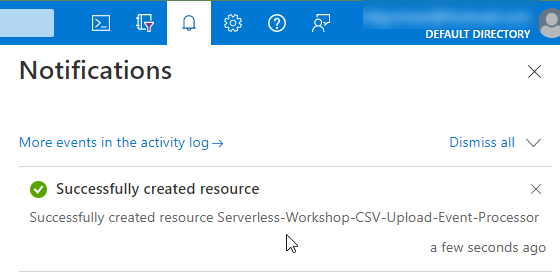 DEFAULT DIRECTORY
Notifications
More events in the activity log→
Dismiss all
Successfully created resource
Successfully created resource Serverless-Workshop-CSV-Upload-Event-Processor
a few seconds ago